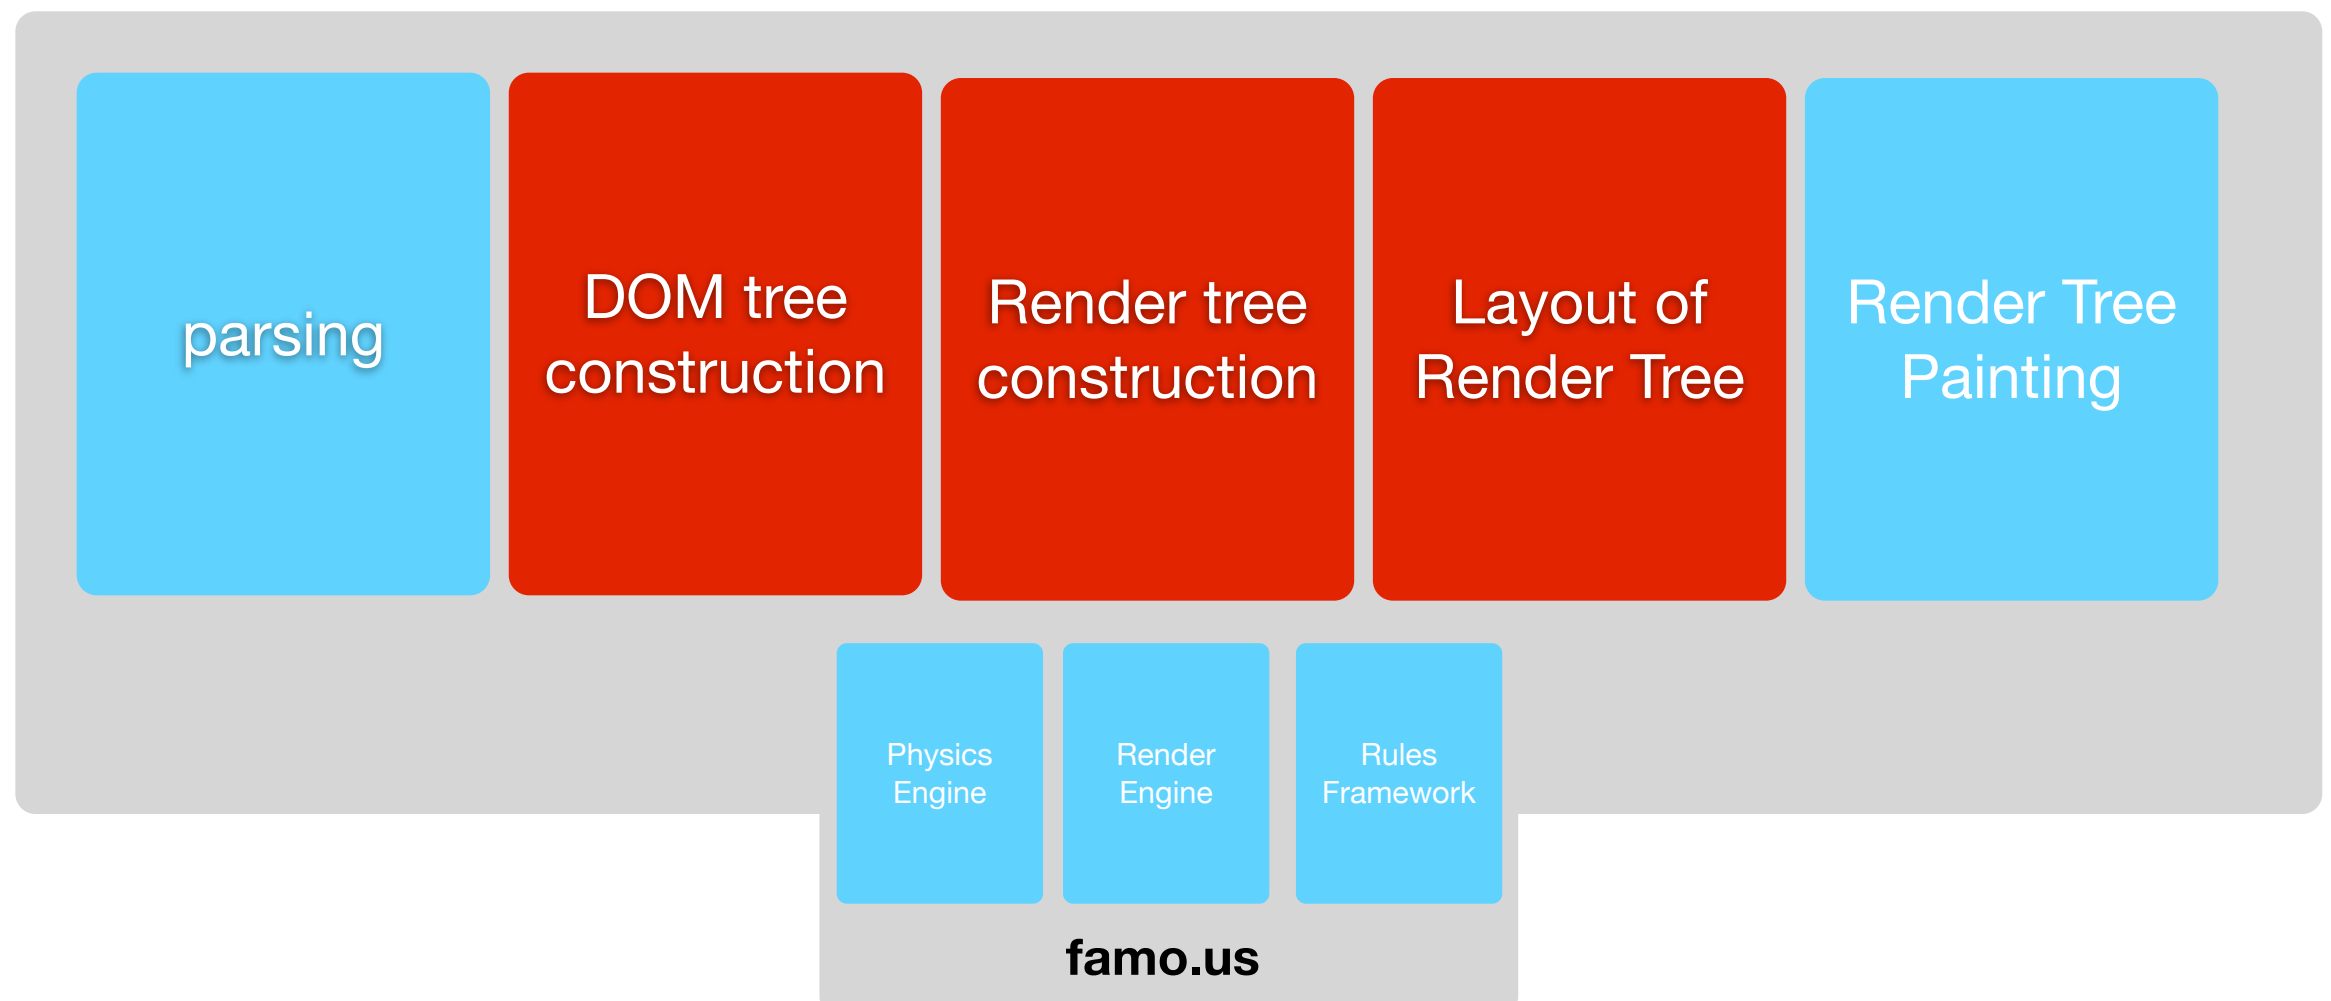 parsing
DOM tree
construction
Render tree
construction
Layout of
Render Tree
Render Tree
Painting
Physics
Engine
Render
Engine
Rules
Framework
famo.us